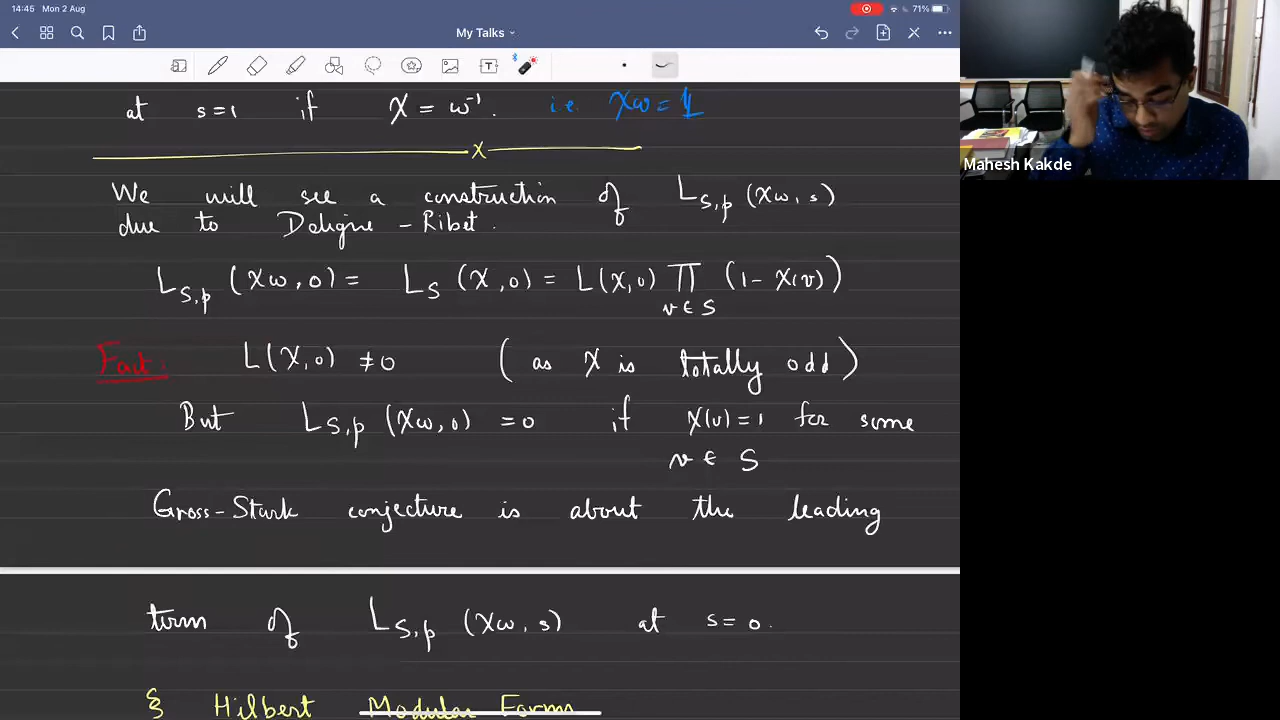 14:45 Mon 2 Aug
71%
My Talks
at s=1 if χ = ω⁻¹. i.e. χω = 1
We will see a construction of L_{S,p} (χω, s)
due to Deligne - Ribet.
L_{S,p} (χω, 0) = L_S (χ, 0) = L(χ, 0) ∏_{v ∈ S} (1 - χ(v))
Fact: L(χ, 0) ≠ 0 (as χ is totally odd)
But L_{S,p} (χω, 0) = 0 if χ(v) = 1 for some
v ∈ S
Gross-Stark conjecture is about the leading
term of L_{S,p} (χω, s) at s = 0.
§ Hilbert Modular Forms
Mahesh Kakde